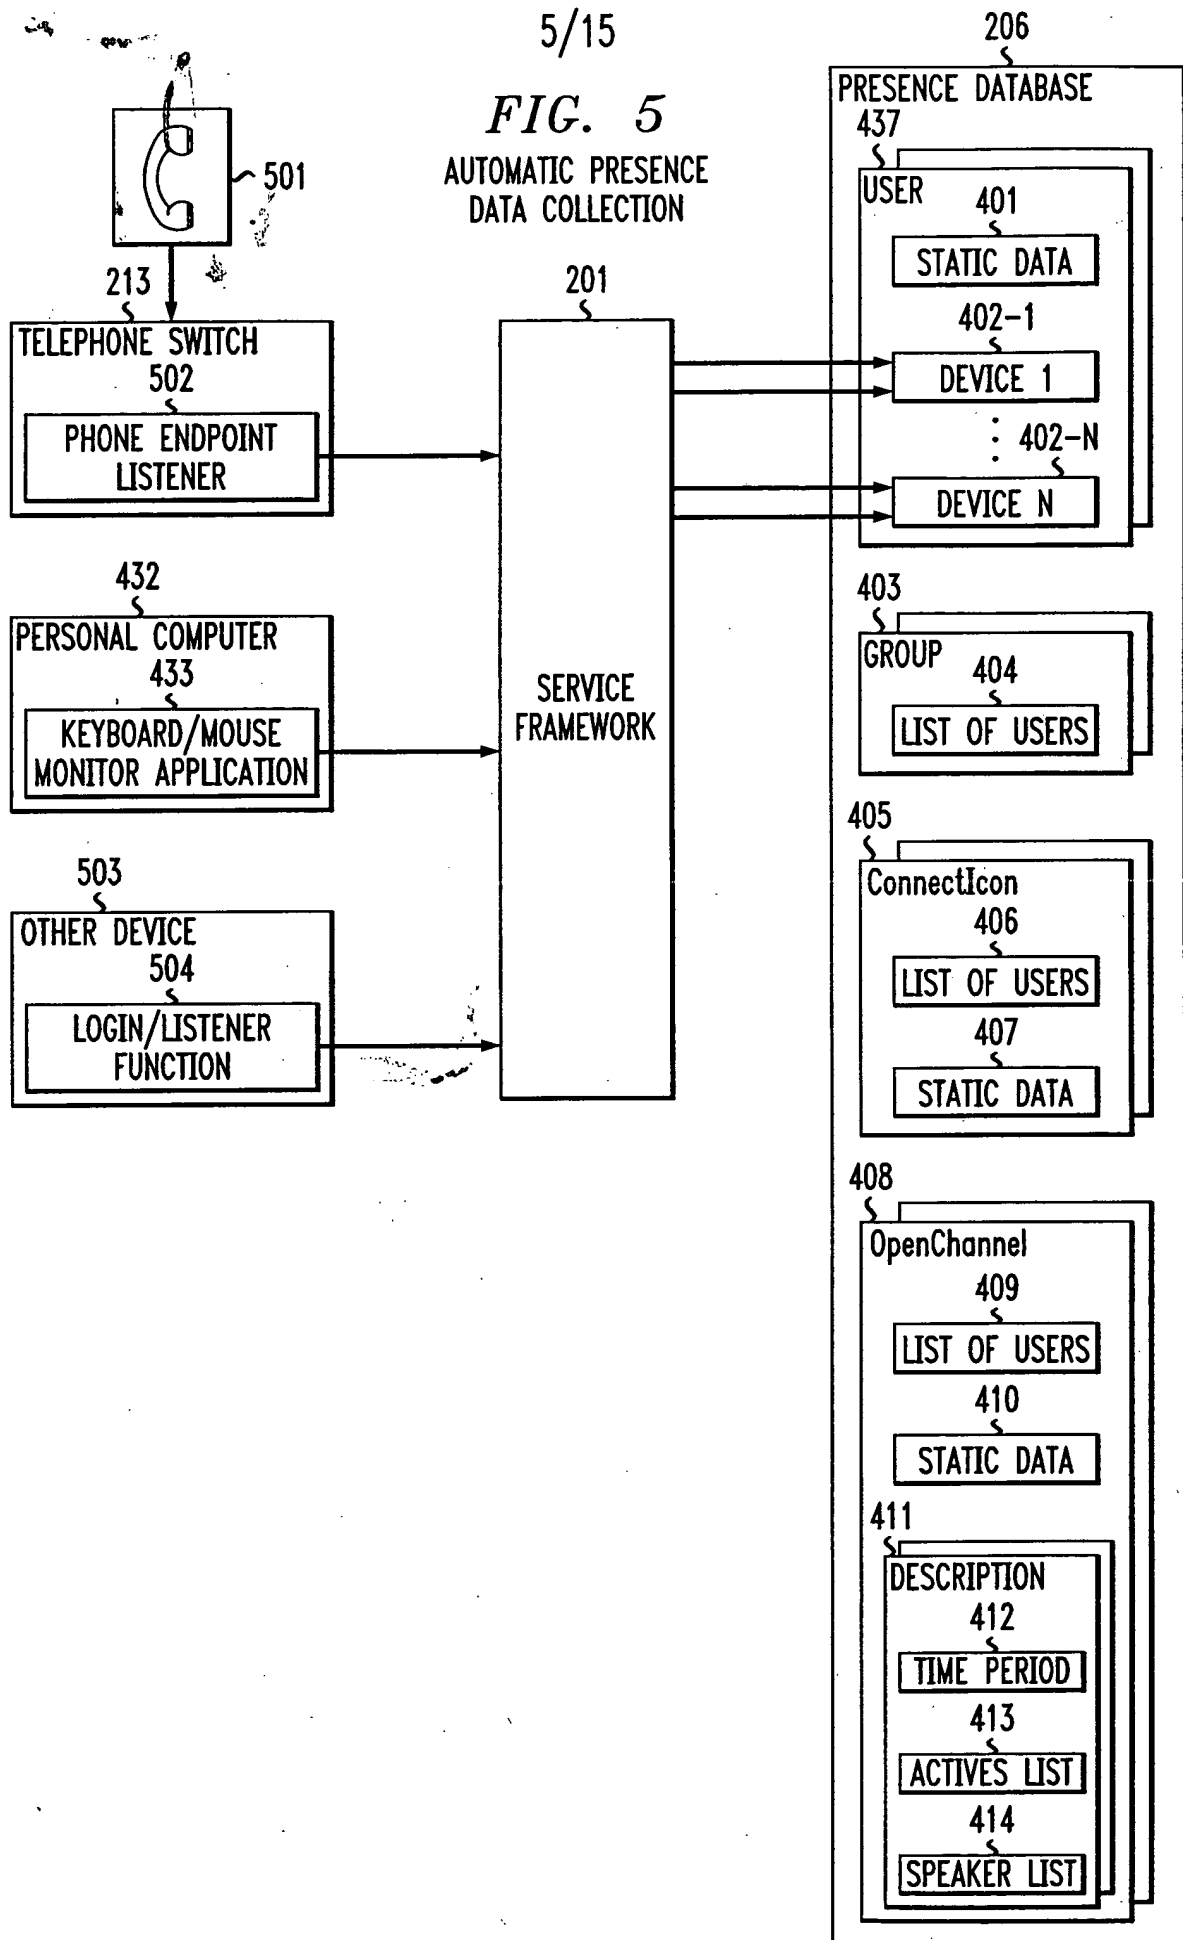 5/15
FIG. 5
AUTOMATIC PRESENCE
DATA COLLECTION
501
213
TELEPHONE SWITCH
502
PHONE ENDPOINT
LISTENER
432
PERSONAL COMPUTER
433
KEYBOARD/MOUSE
MONITOR APPLICATION
503
OTHER DEVICE
504
LOGIN/LISTENER
FUNCTION
201
SERVICE
FRAMEWORK
206
PRESENCE DATABASE
437
USER
401
STATIC DATA
402-1
DEVICE 1
402-N
DEVICE N
403
GROUP
404
LIST OF USERS
405
ConnectIcon
406
LIST OF USERS
407
STATIC DATA
408
OpenChannel
409
LIST OF USERS
410
STATIC DATA
411
DESCRIPTION
412
TIME PERIOD
413
ACTIVES LIST
414
SPEAKER LIST